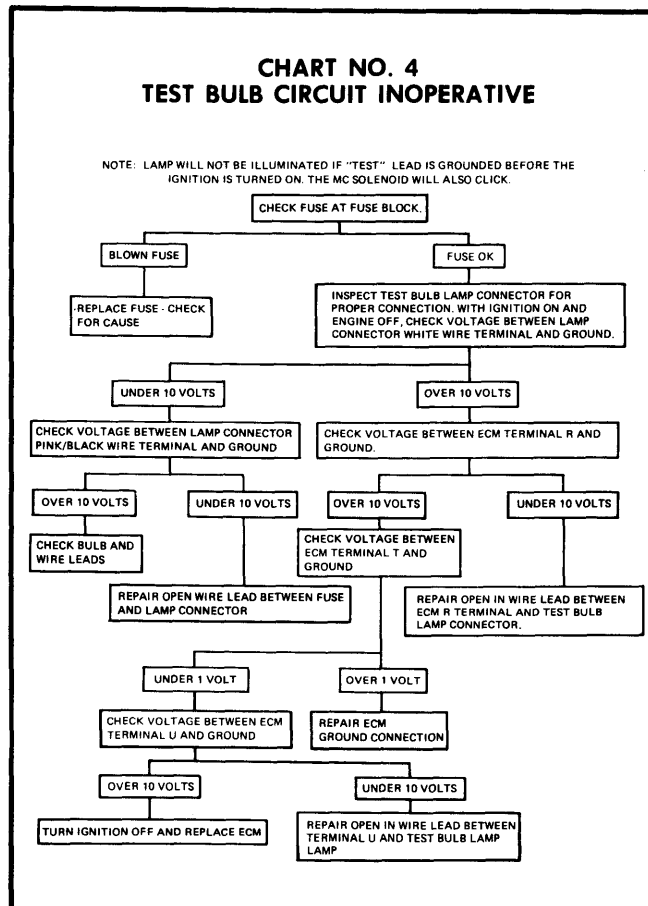 CHART NO. 4
TEST BULB CIRCUIT INOPERATIVE
NOTE: LAMP WILL NOT BE ILLUMINATED IF "TEST" LEAD IS GROUNDED BEFORE THE
IGNITION IS TURNED ON. THE MC SOLENOID WILL ALSO CLICK.
CHECK FUSE AT FUSE BLOCK.
BLOWN FUSE
FUSE OK
-REPLACE FUSE - CHECK
FOR CAUSE
INSPECT TEST BULB LAMP CONNECTOR FOR
PROPER CONNECTION. WITH IGNITION ON AND
ENGINE OFF, CHECK VOLTAGE BETWEEN LAMP
CONNECTOR WHITE WIRE TERMINAL AND GROUND.
UNDER 10 VOLTS
OVER 10 VOLTS
CHECK VOLTAGE BETWEEN LAMP CONNECTOR
PINK/BLACK WIRE TERMINAL AND GROUND
CHECK VOLTAGE BETWEEN ECM TERMINAL R AND
GROUND.
OVER 10 VOLTS
UNDER 10 VOLTS
OVER 10 VOLTS
UNDER 10 VOLTS
CHECK BULB AND
WIRE LEADS
CHECK VOLTAGE BETWEEN
ECM TERMINAL T AND
GROUND
REPAIR OPEN WIRE LEAD BETWEEN FUSE
AND LAMP CONNECTOR
REPAIR OPEN IN WIRE LEAD BETWEEN
ECM R TERMINAL AND TEST BULB
LAMP CONNECTOR.
UNDER 1 VOLT
OVER 1 VOLT
CHECK VOLTAGE BETWEEN ECM
TERMINAL U AND GROUND
REPAIR ECM
GROUND CONNECTION
OVER 10 VOLTS
UNDER 10 VOLTS
TURN IGNITION OFF AND REPLACE ECM
REPAIR OPEN IN WIRE LEAD BETWEEN
TERMINAL U AND TEST BULB LAMP
LAMP